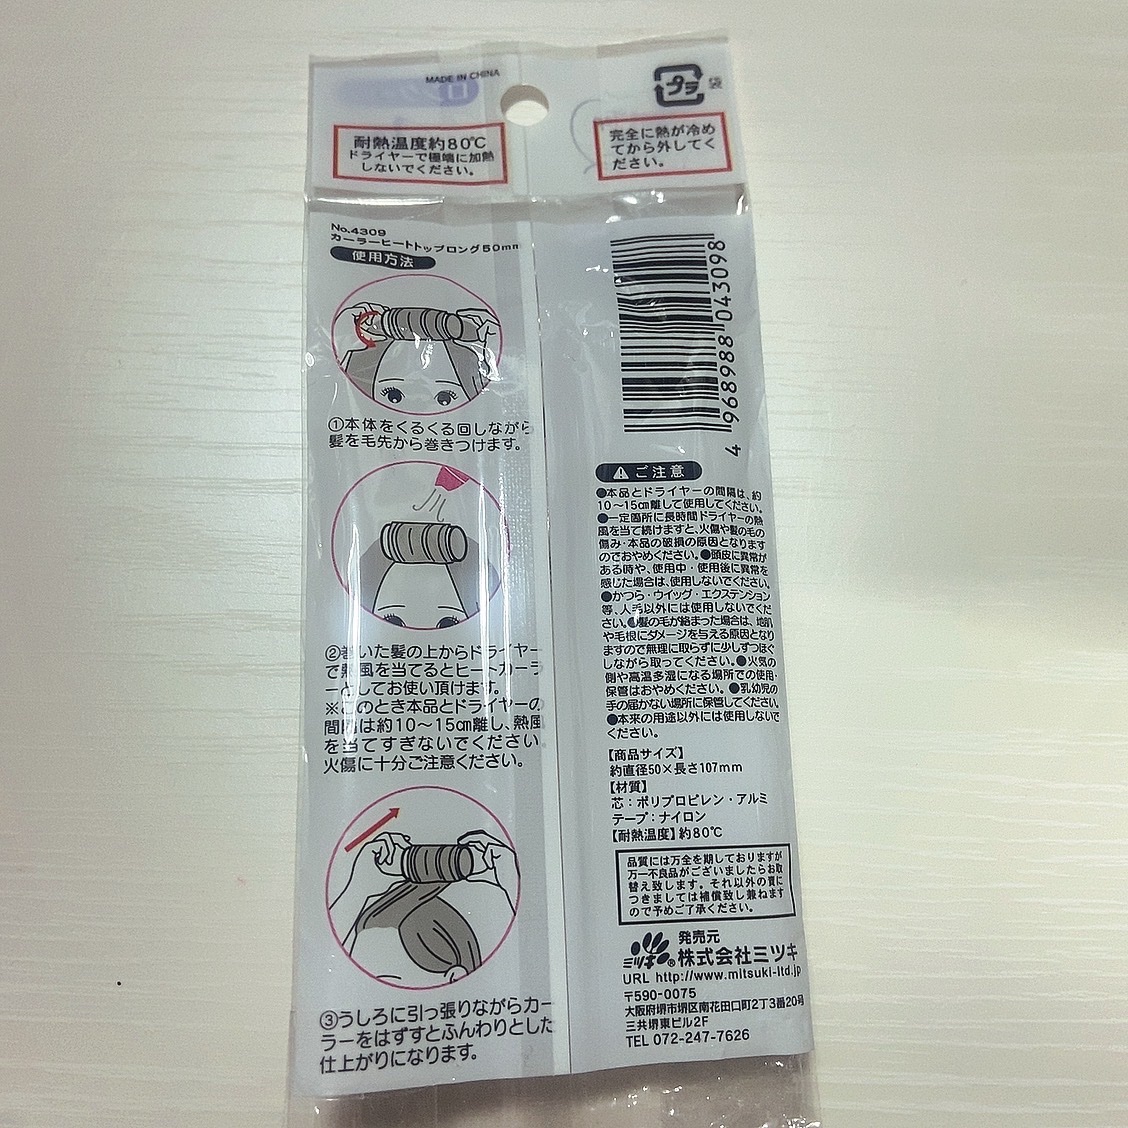 MADE IN CHINA
プラ
袋
耐熱温度約80℃
ドライヤーで極端に加熱
しないでください。
完全に熱が冷め
てから外してく
ださい。
No.4309
カーラーヒートトップロング50mm
使用方法
①本体をくるくる回しながら
髪を毛先から巻きつけます。
②巻いた髪の上からドライヤー
で熱風を当てるとヒートカーラ
ーとしてお使い頂けます。
※このとき本品とドライヤーの
間隔は約10～15㎝離し、熱風
を当てすぎないでください
火傷に十分ご注意ください。
③うしろに引っ張りながらカー
ラーをはずすとふんわりとした
仕上がりになります。
4 968988 043098
ご注意
●本品とドライヤーの間隔は、約
10～15㎝離して使用してください。
●一定箇所に長時間ドライヤーの熱
風を当て続けますと、火傷や髪の毛の
傷み・本品の破損の原因となります
のでおやめください。●頭皮に異常が
ある時や、使用中・使用後に異常を
感じた場合は、使用しないでください。
●かつら・ウイッグ・エクステンション
等、人毛以外には使用しないでくだ
さい。●髪の毛が絡まった場合は、地肌
や毛根にダメージを与える原因となり
ますので無理に取らずに少しずつほぐ
しながら取ってください。●火気の
側や高温多湿になる場所での使用・
保管はおやめください。●乳幼児の
手の届かない場所に保管してください。
●本来の用途以外には使用しないで
ください。
【商品サイズ】
約直径50×長さ107mm
【材質】
芯：ポリプロピレン・アルミ
テープ：ナイロン
【耐熱温度】約80℃
品質には万全を期しておりますが
万一不良品がございましたらお取
替え致します。それ以外の責に
つきましては補償致し兼ねます
ので予めご了承ください。
ミツキ®
発売元
株式会社ミツキ
URL http://www.mitsuki-ltd.jp
〒590-0075
大阪府堺市堺区南花田口町2丁3番20号
三共堺東ビル2F
TEL 072-247-7626